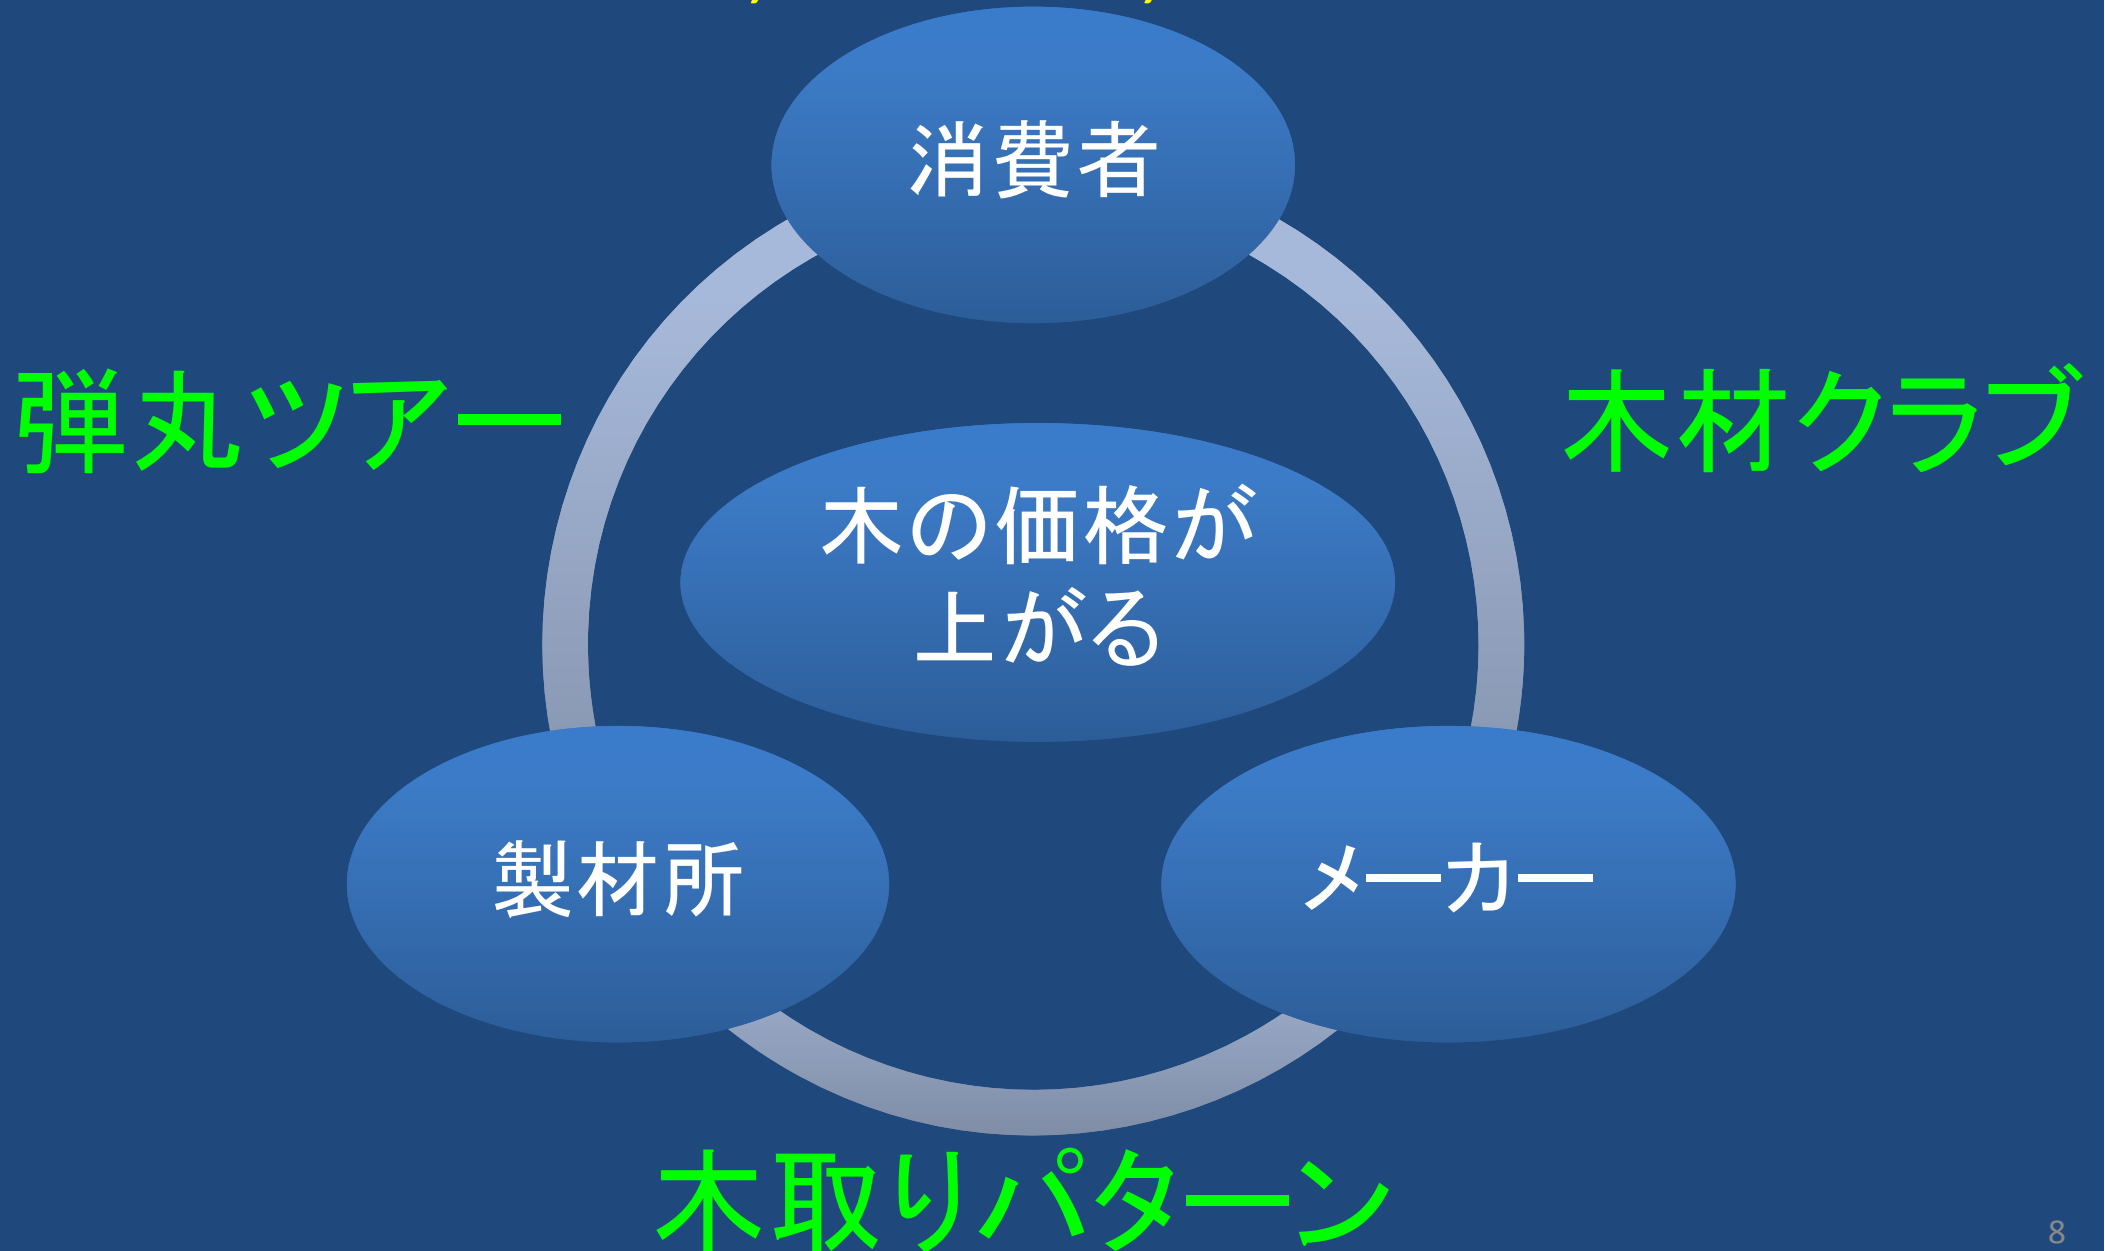 消費者
弾丸ツアー
木材クラブ
木の価格が
上がる
製材所
メーカー
木取りパターン
8